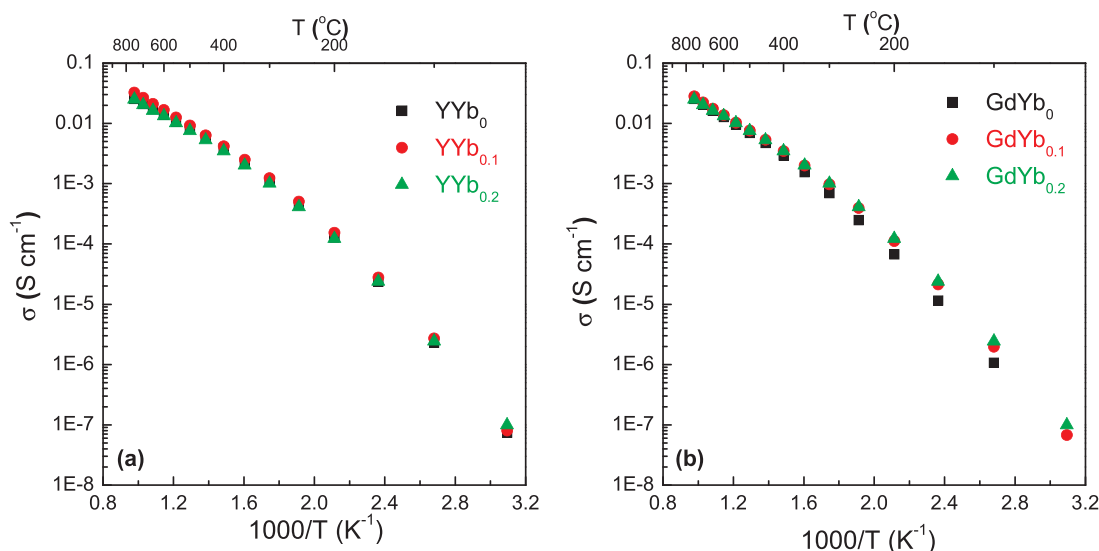 T (°C)
800 600 400 200
0.1
0.01
1E-3
1E-4
1E-5
1E-6
1E-7
1E-8
σ (S cm⁻¹)
YYb₀
YYb₀.₁
YYb₀.₂
(a)
0.8 1.2 1.6 2.0 2.4 2.8 3.2
1000/T (K⁻¹)
T (°C)
800 600 400 200
0.1
0.01
1E-3
1E-4
1E-5
1E-6
1E-7
1E-8
σ (S cm⁻¹)
GdYb₀
GdYb₀.₁
GdYb₀.₂
(b)
0.8 1.2 1.6 2.0 2.4 2.8 3.2
1000/T (K⁻¹)